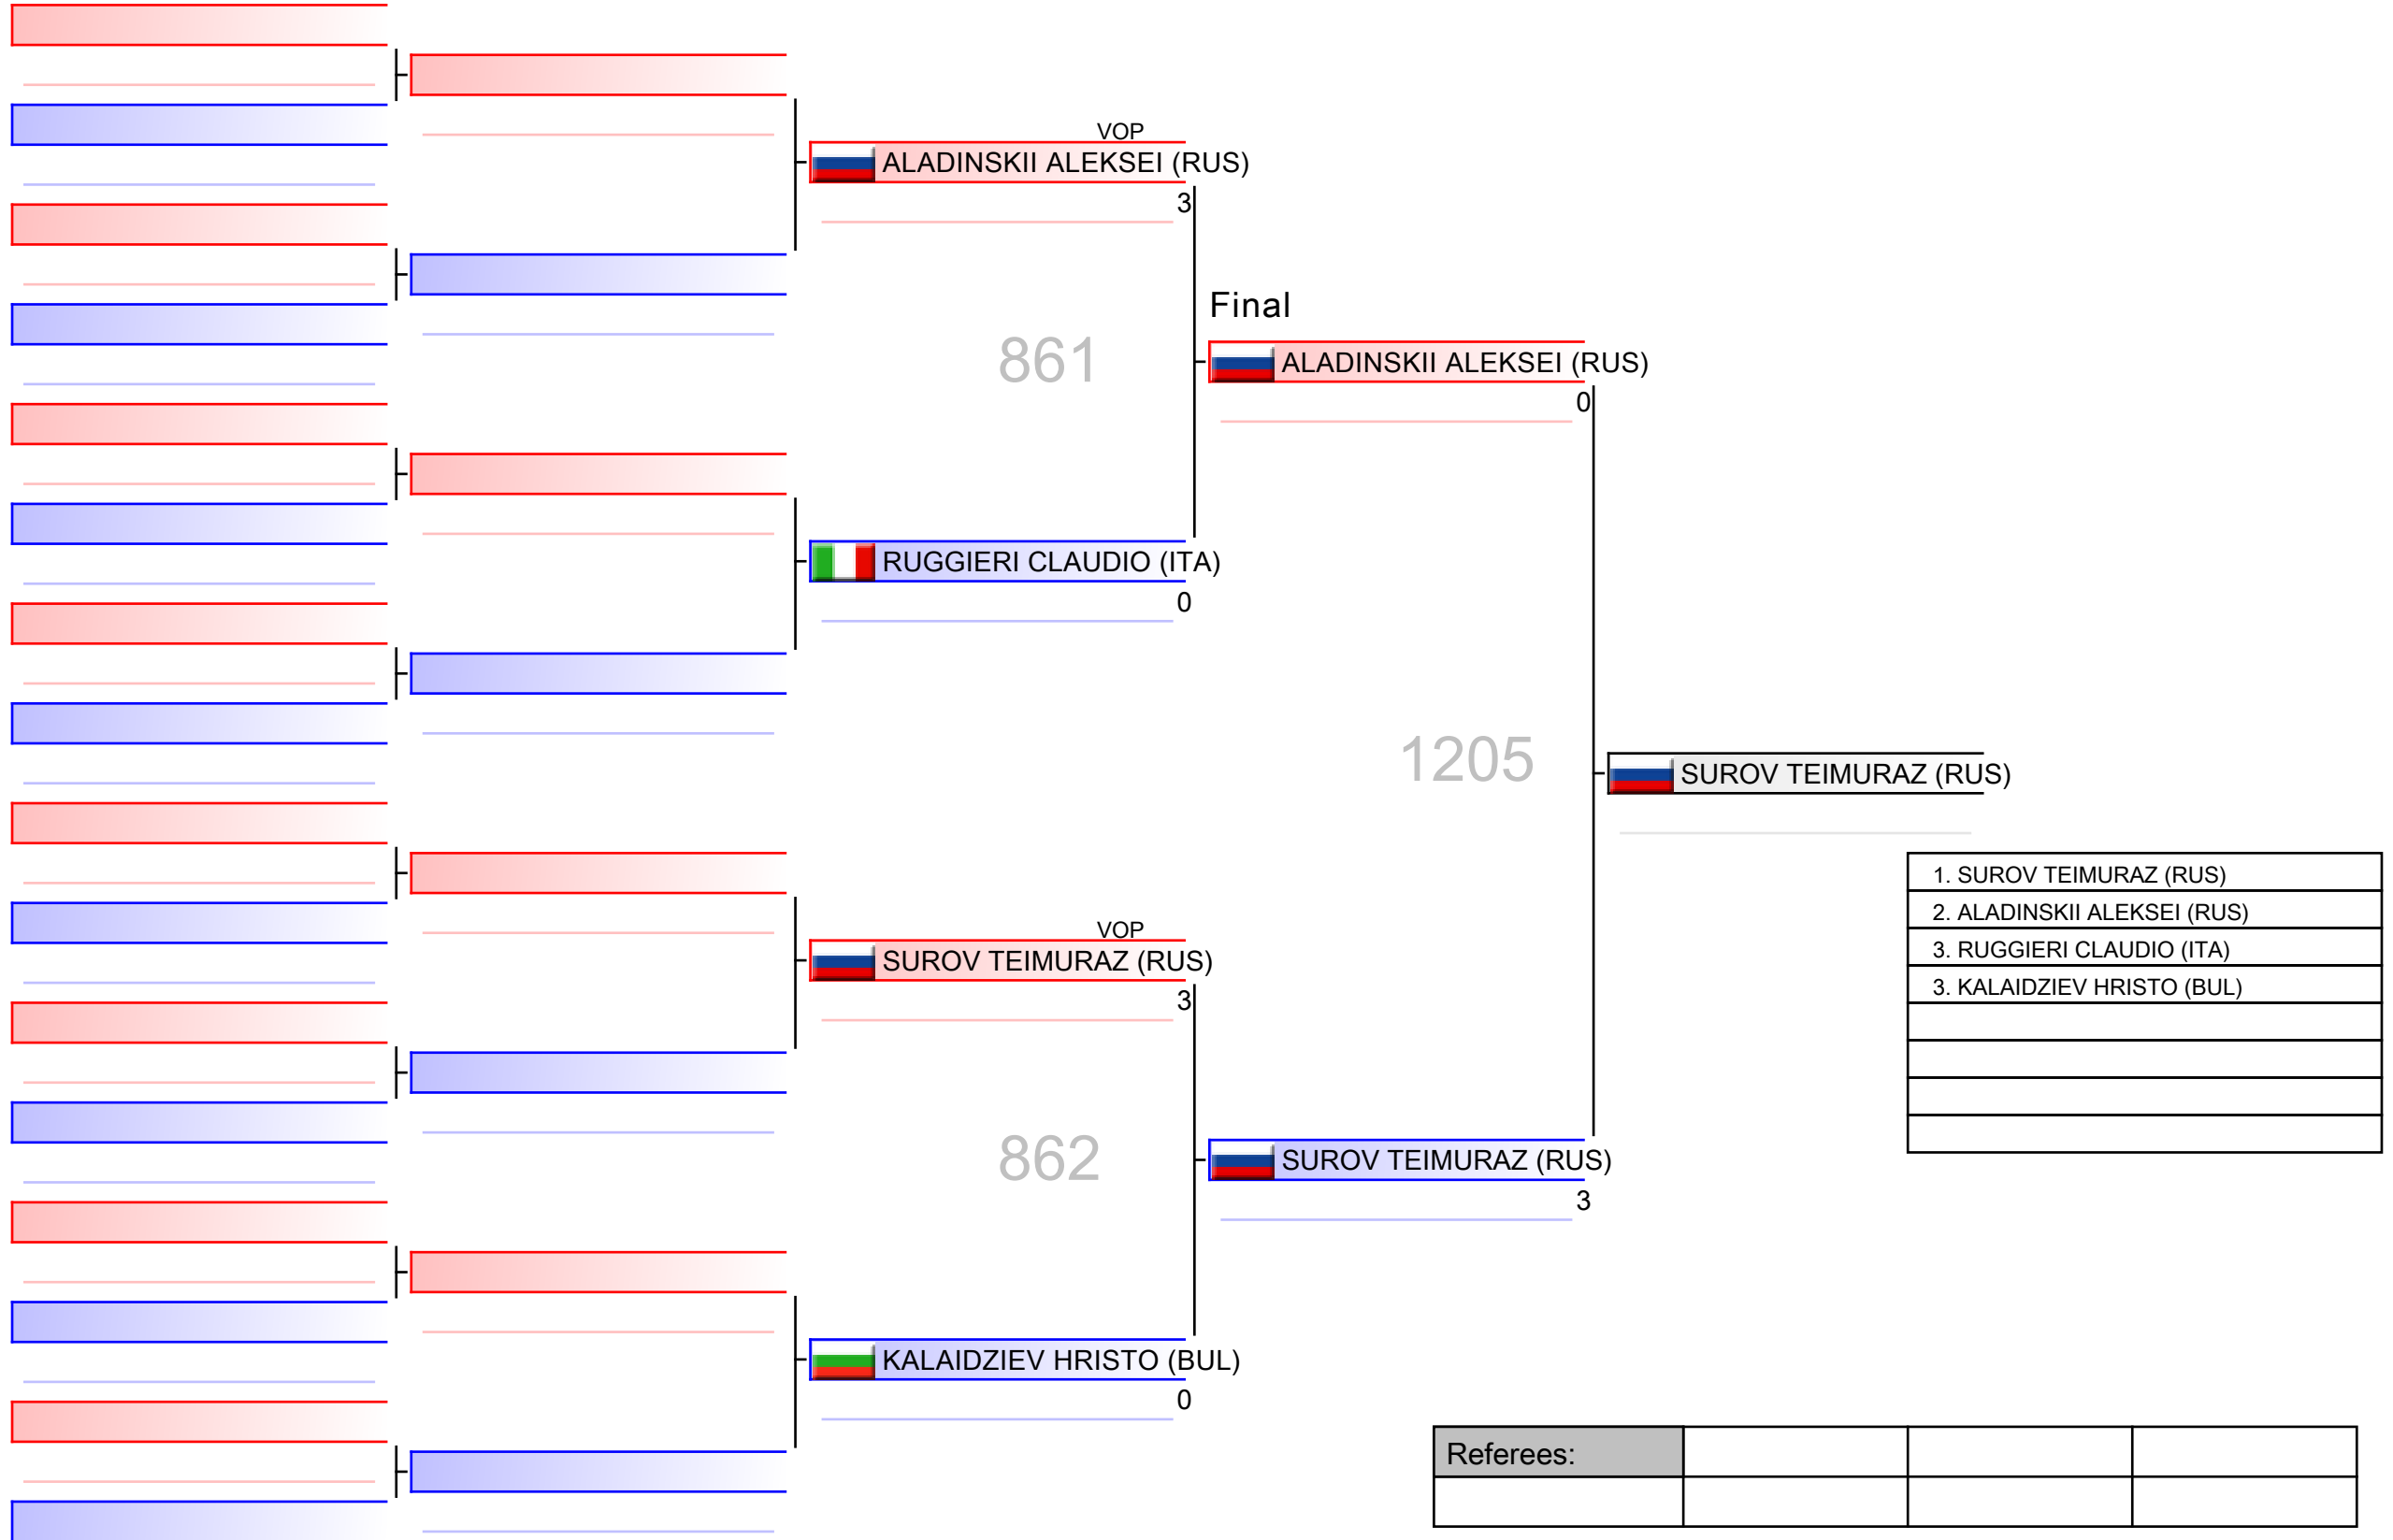 VOP
ALADINSKII ALEKSEI (RUS)
3
861
RUGGIERI CLAUDIO (ITA)
0
VOP
SUROV TEIMURAZ (RUS)
3
862
KALAIDZIEV HRISTO (BUL)
0
Final
ALADINSKII ALEKSEI (RUS)
0
1205
SUROV TEIMURAZ (RUS)
3
SUROV TEIMURAZ (RUS)
1. SUROV TEIMURAZ (RUS)
2. ALADINSKII ALEKSEI (RUS)
3. RUGGIERI CLAUDIO (ITA)
3. KALAIDZIEV HRISTO (BUL)
Referees: